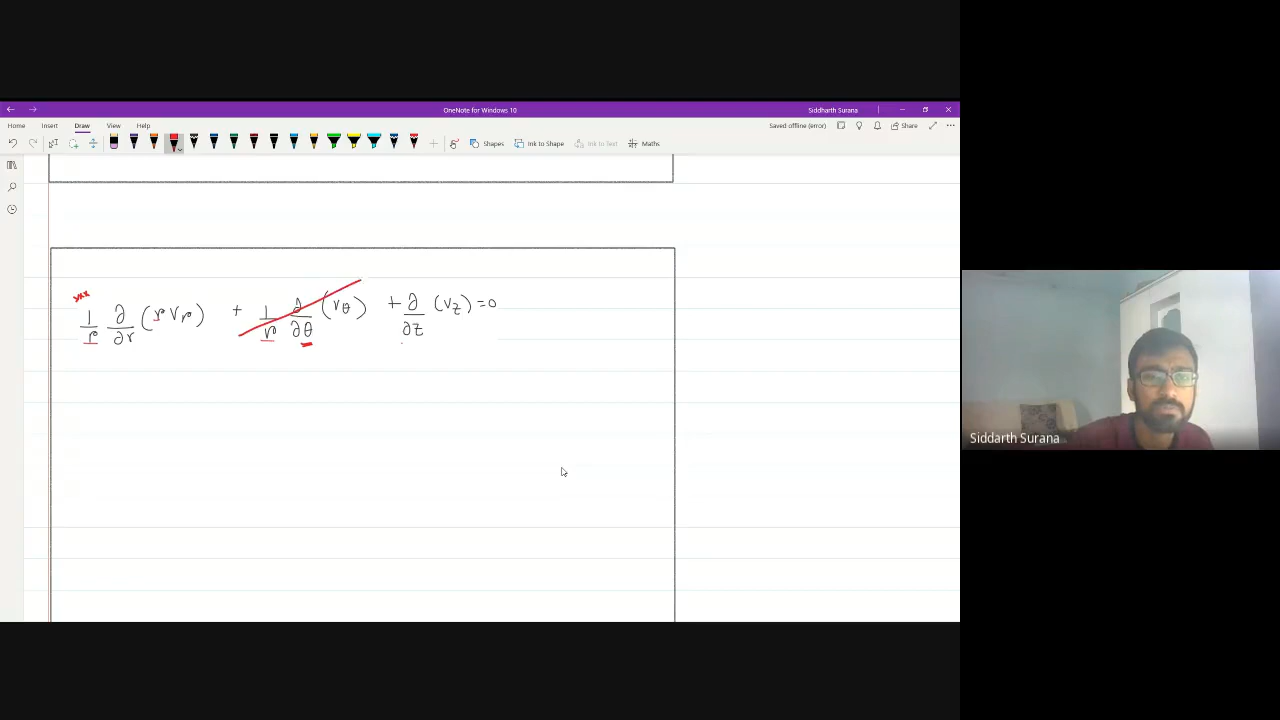 OneNote for Windows 10
Siddharth Surana
Home Insert Draw View Help
Saved offline (error)
Share
Shapes
Ink to Shape
Ink to Text
Maths
1/r ∂/∂r (r Vr) + 1/r ∂/∂θ (Vθ) + ∂/∂z (Vz) = 0
Siddarth Surana